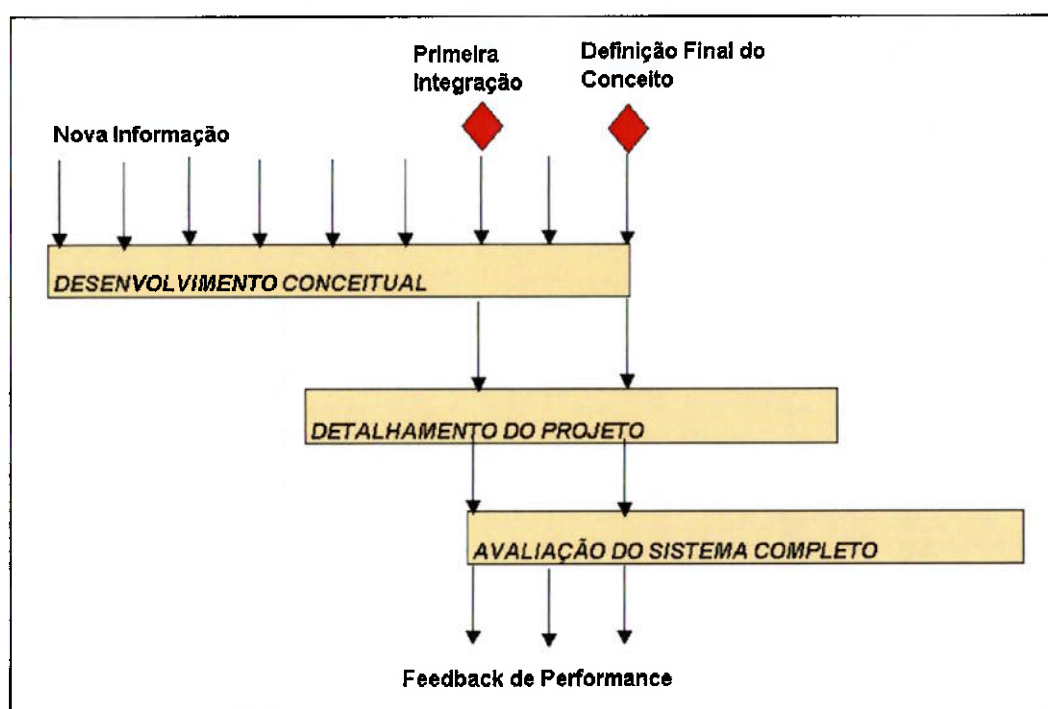 Primeira
Integração
Definição Final do
Conceito
Nova Informação
DESENVOLVIMENTO CONCEITUAL
DETALHAMENTO DO PROJETO
AVALIAÇÃO DO SISTEMA COMPLETO
Feedback de Performance